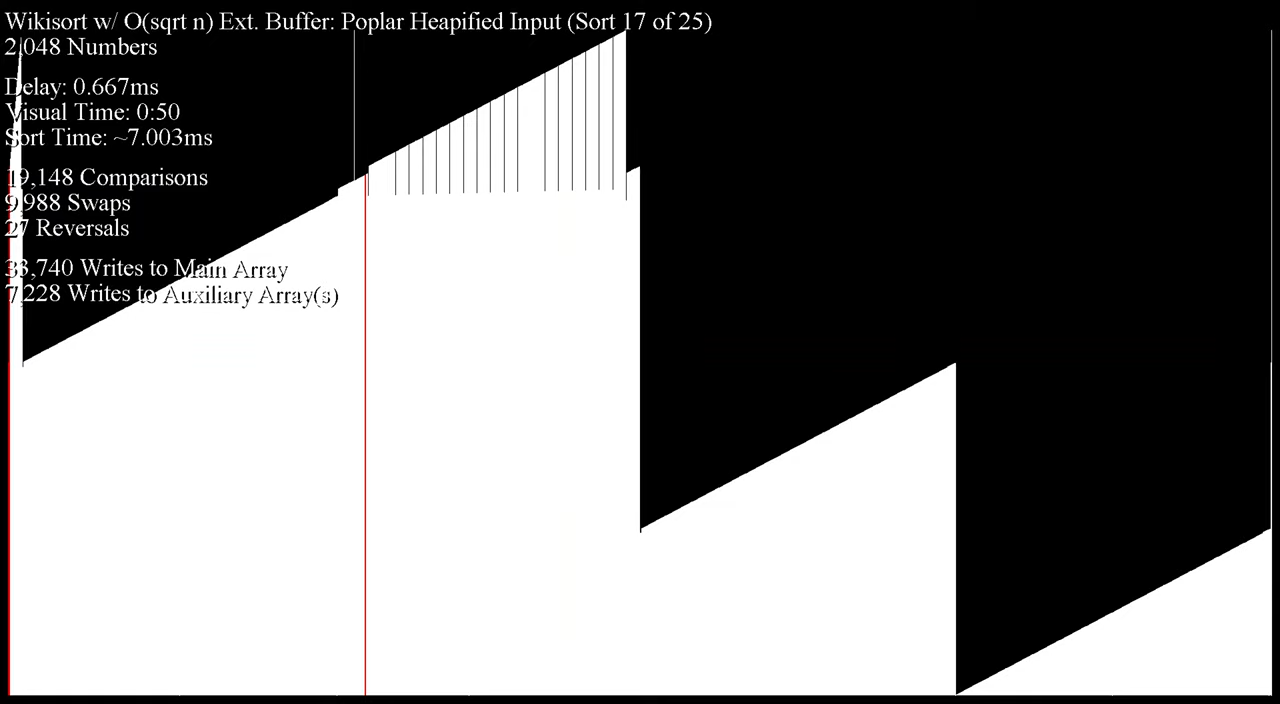 Wikisort w/ O(sqrt n) Ext. Buffer: Poplar Heapified Input (Sort 17 of 25)
2,048 Numbers
Delay: 0.667ms
Visual Time: 0:50
Sort Time: ~7.003ms
19,148 Comparisons
9,988 Swaps
27 Reversals
33,740 Writes to Main Array
7,228 Writes to Auxiliary Array(s)